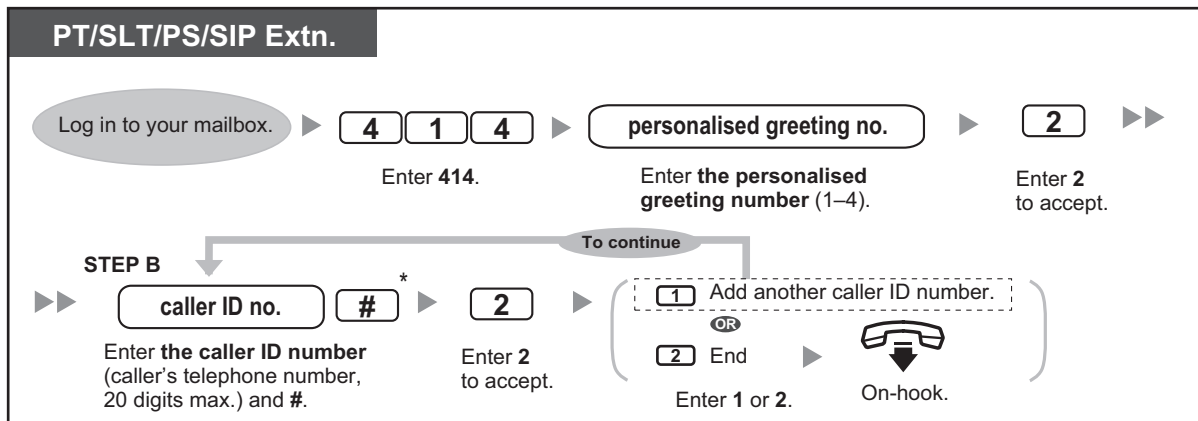 PT/SLT/PS/SIP Extn.
Log in to your mailbox.
4 1 4
personalised greeting no.
2
Enter 414.
Enter the personalised
greeting number (1–4).
Enter 2
to accept.
To continue
STEP B
caller ID no.
# *
2
1 Add another caller ID number.
OR
2 End
Enter the caller ID number
(caller's telephone number,
20 digits max.) and #.
Enter 2
to accept.
Enter 1 or 2.
On-hook.